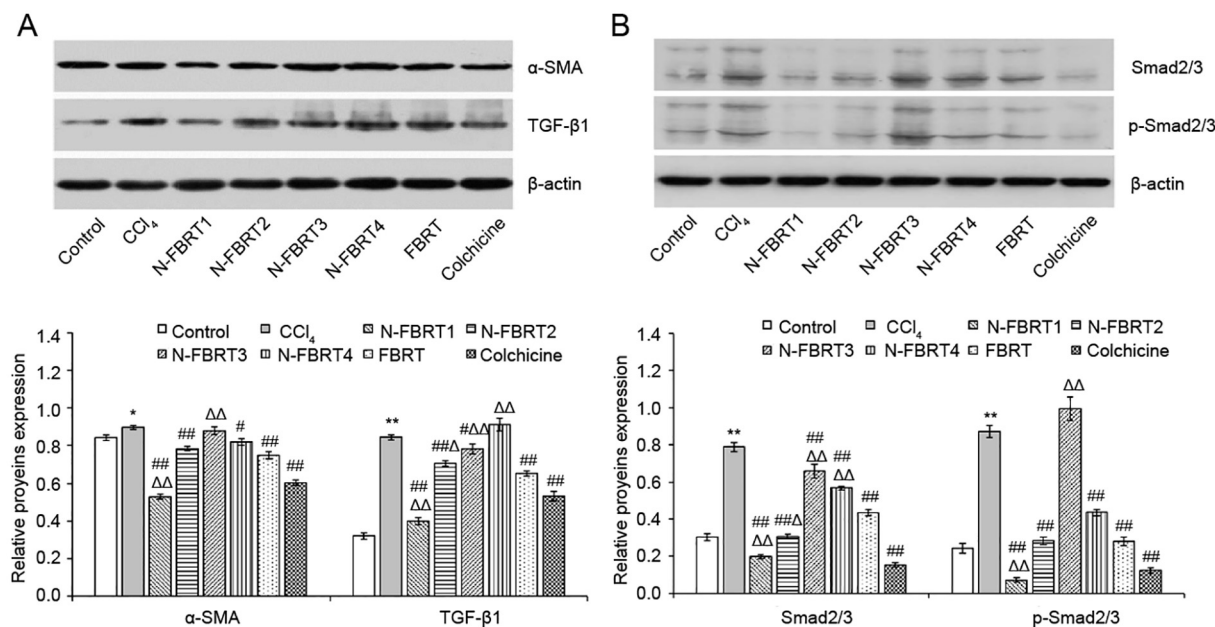 A
α-SMA
TGF-β1
β-actin
Control
CCl₄
N-FBRT1
N-FBRT2
N-FBRT3
N-FBRT4
FBRT
Colchicine
Relative proyeins expression
1.4
1.2
1.0
0.8
0.6
0.4
0.2
0.0
Control CCl₄ N-FBRT1 N-FBRT2
N-FBRT3 N-FBRT4 FBRT Colchicine
*
##
ΔΔ
##
ΔΔ
#
##
##
**
##
ΔΔ
##Δ
#ΔΔ
ΔΔ
##
##
α-SMA TGF-β1
B
Smad2/3
p-Smad2/3
β-actin
Control
CCl₄
N-FBRT1
N-FBRT2
N-FBRT3
N-FBRT4
FBRT
Colchicine
Relative proyeins expression
1.4
1.2
1.0
0.8
0.6
0.4
0.2
0.0
Control CCl₄ N-FBRT1 N-FBRT2
N-FBRT3 N-FBRT4 FBRT Colchicine
**
##
ΔΔ
##Δ
##
ΔΔ
##
ΔΔ
##
##
**
##
ΔΔ
##
ΔΔ
##
##
##
Smad2/3 p-Smad2/3